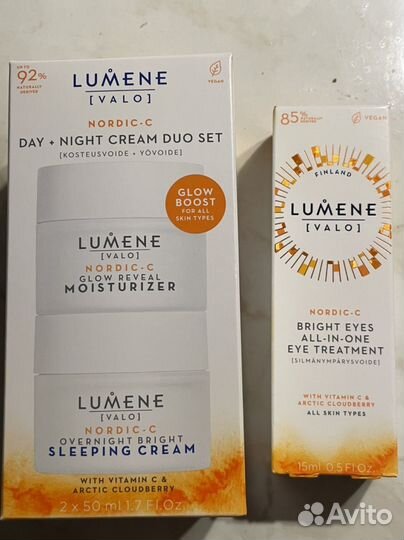 UP TO
92%
NATURALLY
DERIVED
LUMENE
[VALO]
VEGAN
NORDIC-C
DAY + NIGHT CREAM DUO SET
[KOSTEUSVOIDE • YÖVOIDE]
GLOW
BOOST
FOR ALL
SKIN TYPES
LUMENE
[VALO]
NORDIC-C
GLOW REVEAL
MOISTURIZER
LUMENE
[VALO]
NORDIC-C
OVERNIGHT BRIGHT
SLEEPING CREAM
WITH VITAMIN C &
ARCTIC CLOUDBERRY
2 x 50 ml 1.7 Fl.Oz.
85%
NATURALLY
DERIVED
VEGAN
FINLAND
LUMENE
[VALO]
NORDIC-C
BRIGHT EYES
ALL-IN-ONE
EYE TREATMENT
[SILMÄNYMPÄRYSVOIDE]
WITH VITAMIN C &
ARCTIC CLOUDBERRY
ALL SKIN TYPES
15ml 0.5 Fl.Oz.
Avito